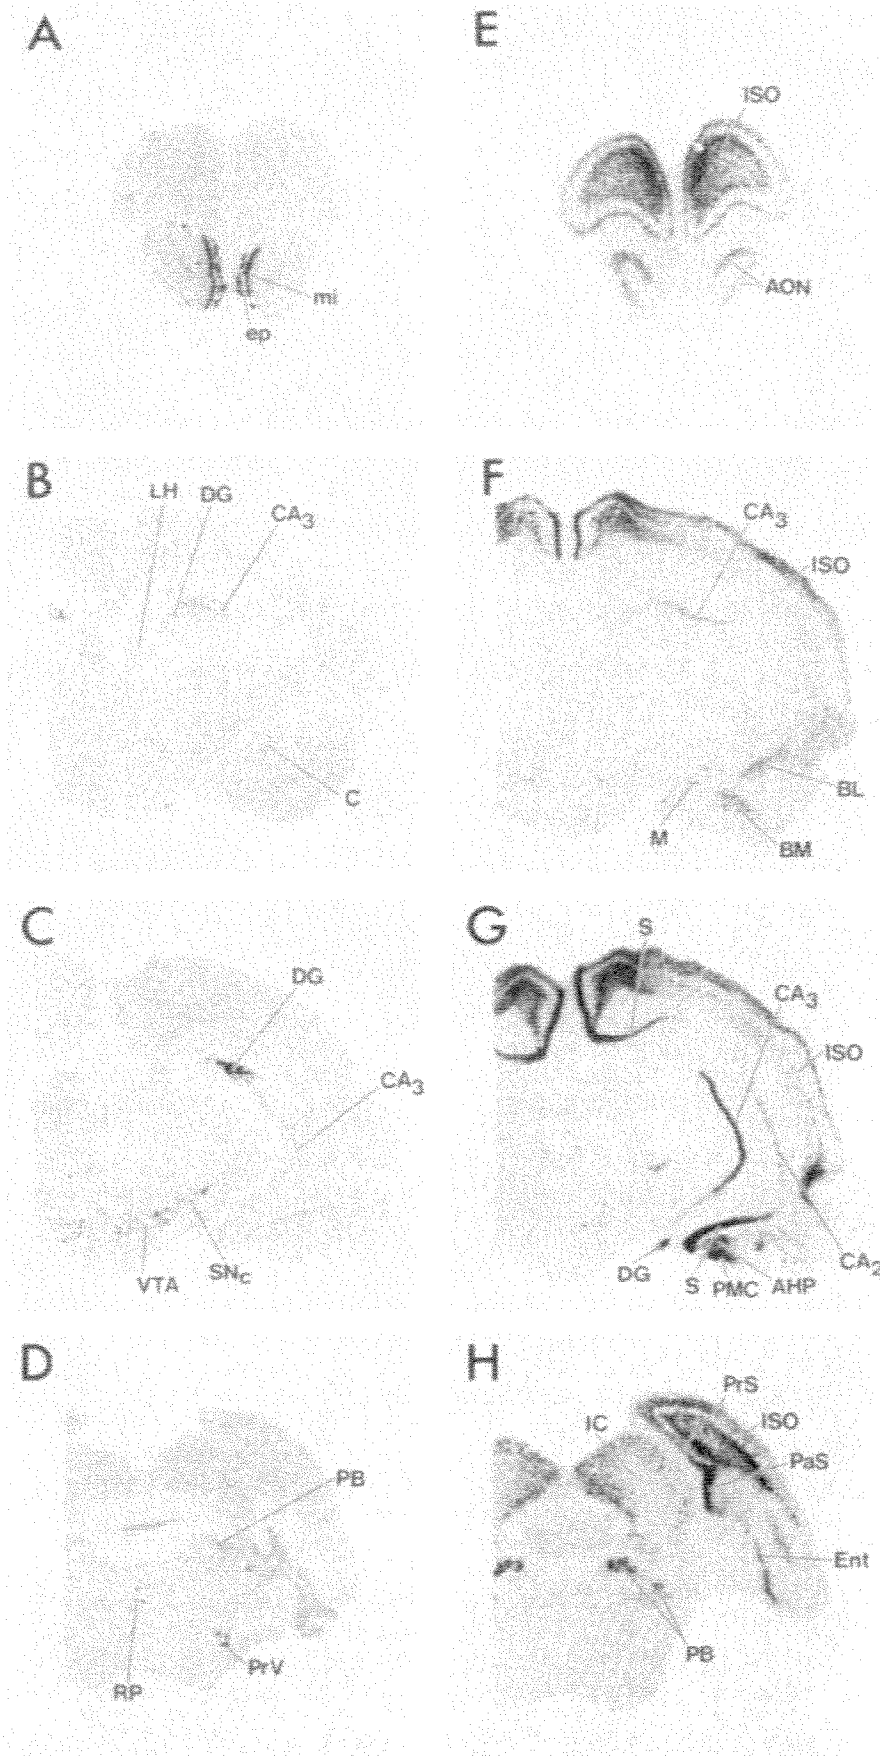 A
mi
ep
E
ISO
AON
B
LH DG
CA3
C
F
CA3
ISO
BL
M
BM
C
DG
CA3
VTA SNc
G
S
CA3
ISO
CA2
DG S PMC AHP
D
PB
PrV
RP
H
PrS
IC ISO
PaS
Ent
PB